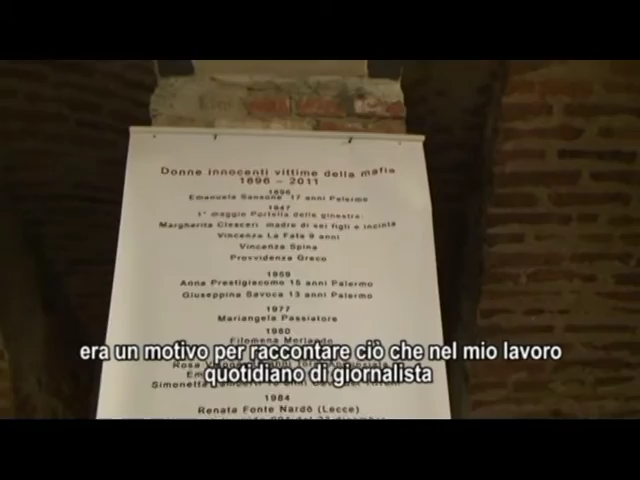 Donne innocenti vittime della mafia
1896 - 2011
1896
Emanuela Sansone 17 anni Palermo
1947
1° maggio Portella delle ginestra:
Margherita Clesceri madre di sei figli e incinta
Vincenza La Fata 9 anni
Vincenza Spina
Provvidenza Greco
1959
Anna Prestigiacomo 15 anni Palermo
Giuseppina Savoca 13 anni Palermo
1977
Mariangela Passiatore
1980
Filomena Morlando
era un motivo per raccontare ciò che nel mio lavoro
quotidiano di giornalista
Rosa
Simonetta
1984
Renata Fonte Nardò (Lecce)